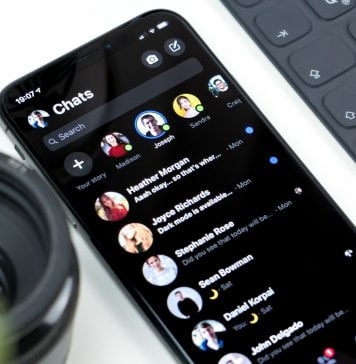 19:07
Chats
Search
Your story
Madison
Joseph
Sandra
Heather Morgan
Aaah okay... so that's wher... · Mon
Joyce Richards
Dark mode is available... · Mon
Stephanie Rose
Did you see that today will be... · Mon
Sean Bowman
🌙 · Sat
Daniel Korpai
You: 🌙 · Sat
John Delgado
Did you see that today will be...